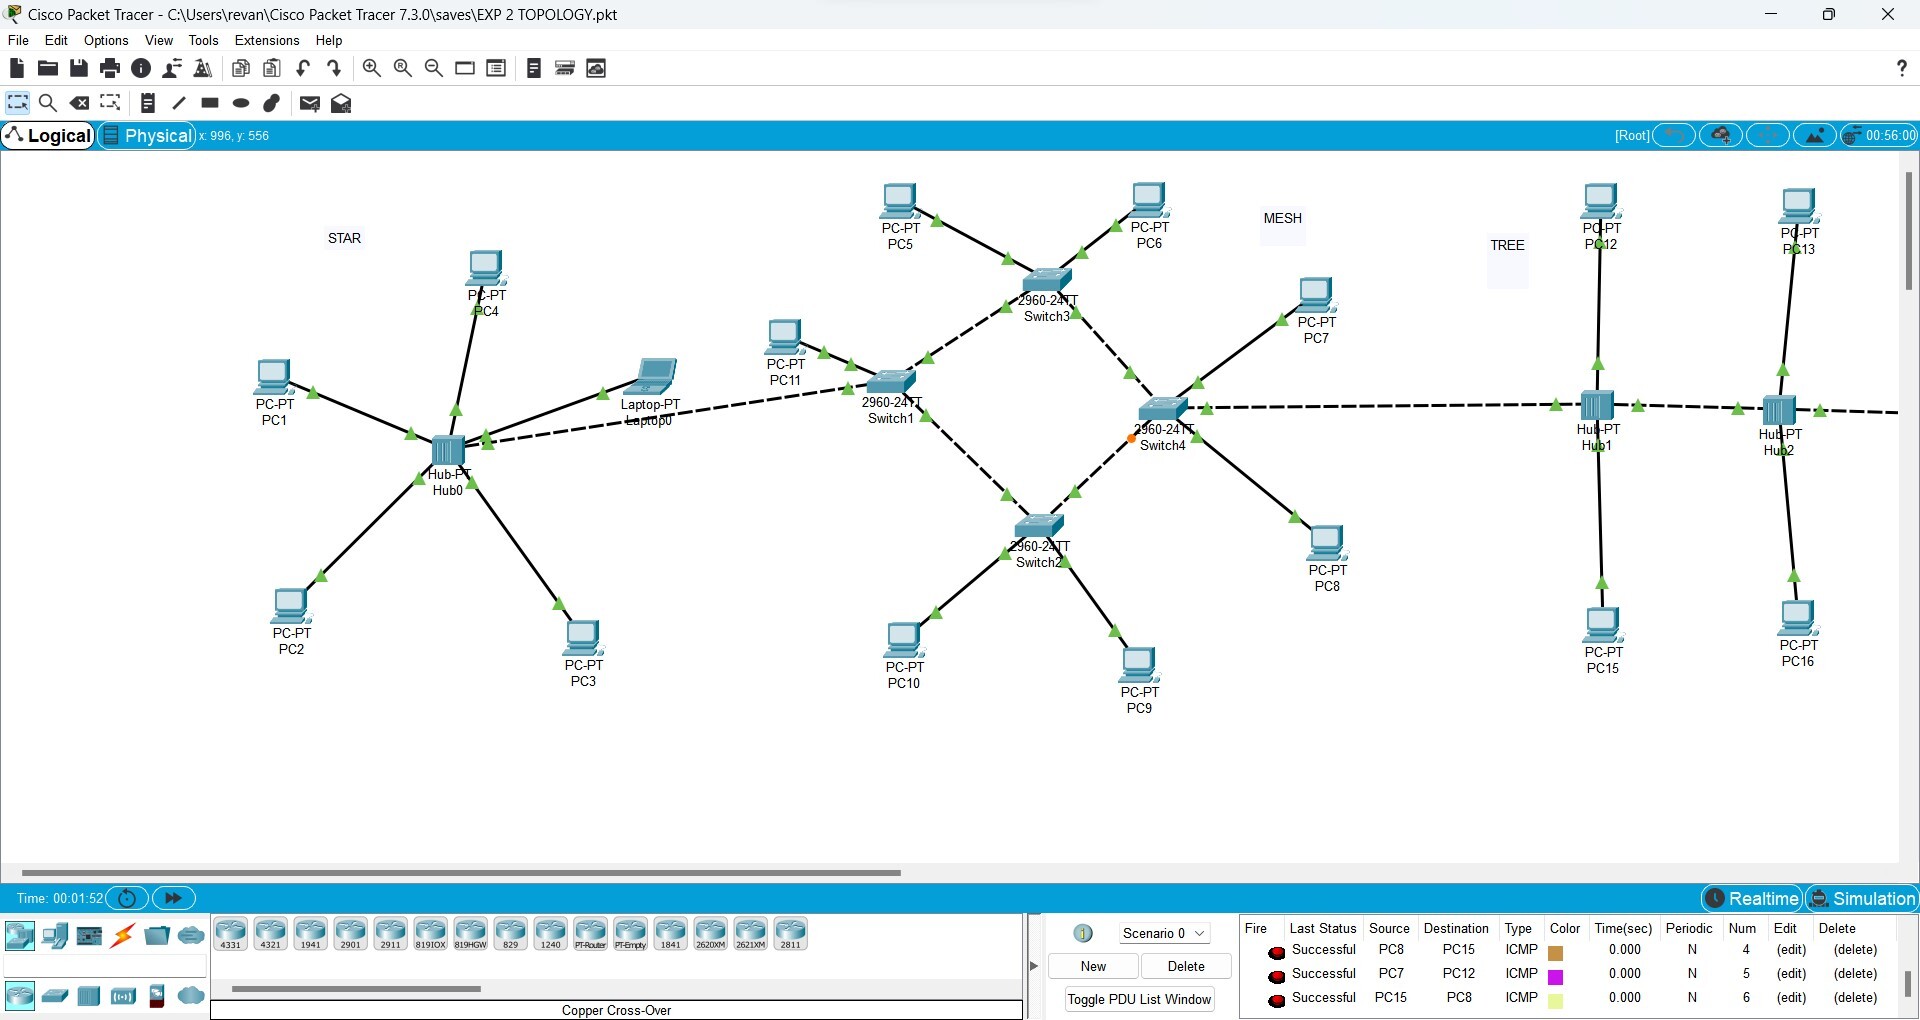 Cisco Packet Tracer - C:\Users\revan\Cisco Packet Tracer 7.3.0\saves\EXP 2 TOPOLOGY.pkt
File Edit Options View Tools Extensions Help
?
Logical Physical x: 996, y: 556 [Root] 00:56:00
STAR
PC-PT
PC4
PC-PT
PC1
Laptop-PT
Laptop0
Hub-PT
Hub0
PC-PT
PC2
PC-PT
PC3
PC-PT
PC5
PC-PT
PC6
MESH
2960-24TT
Switch3
PC-PT
PC11
2960-24TT
Switch1
PC-PT
PC7
2960-24TT
Switch4
2960-24TT
Switch2
PC-PT
PC8
PC-PT
PC10
PC-PT
PC9
TREE
PC-PT
PC12
PC-PT
PC13
Hub-PT
Hub1
Hub-PT
Hub2
PC-PT
PC15
PC-PT
PC16
Time: 00:01:52 Realtime Simulation
4331 4321 1941 2901 2911 819IOX 819HGW 829 1240 PT-Router PT-Empty 1841 2620XM 2621XM 2811
Copper Cross-Over
Scenario 0
New Delete
Toggle PDU List Window
Fire Last Status Source Destination Type Color Time(sec) Periodic Num Edit Delete
Successful PC8 PC15 ICMP 0.000 N 4 (edit) (delete)
Successful PC7 PC12 ICMP 0.000 N 5 (edit) (delete)
Successful PC15 PC8 ICMP 0.000 N 6 (edit) (delete)